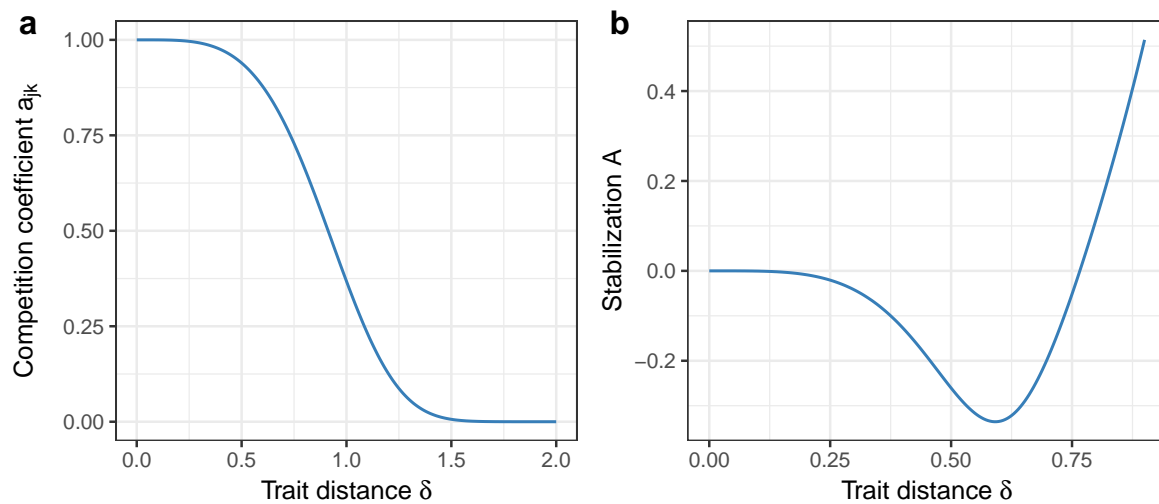 a
Competition coefficient a_jk
1.00
0.75
0.50
0.25
0.00
0.0 0.5 1.0 1.5 2.0
Trait distance δ
b
Stabilization A
0.4
0.2
0.0
−0.2
0.00 0.25 0.50 0.75
Trait distance δ